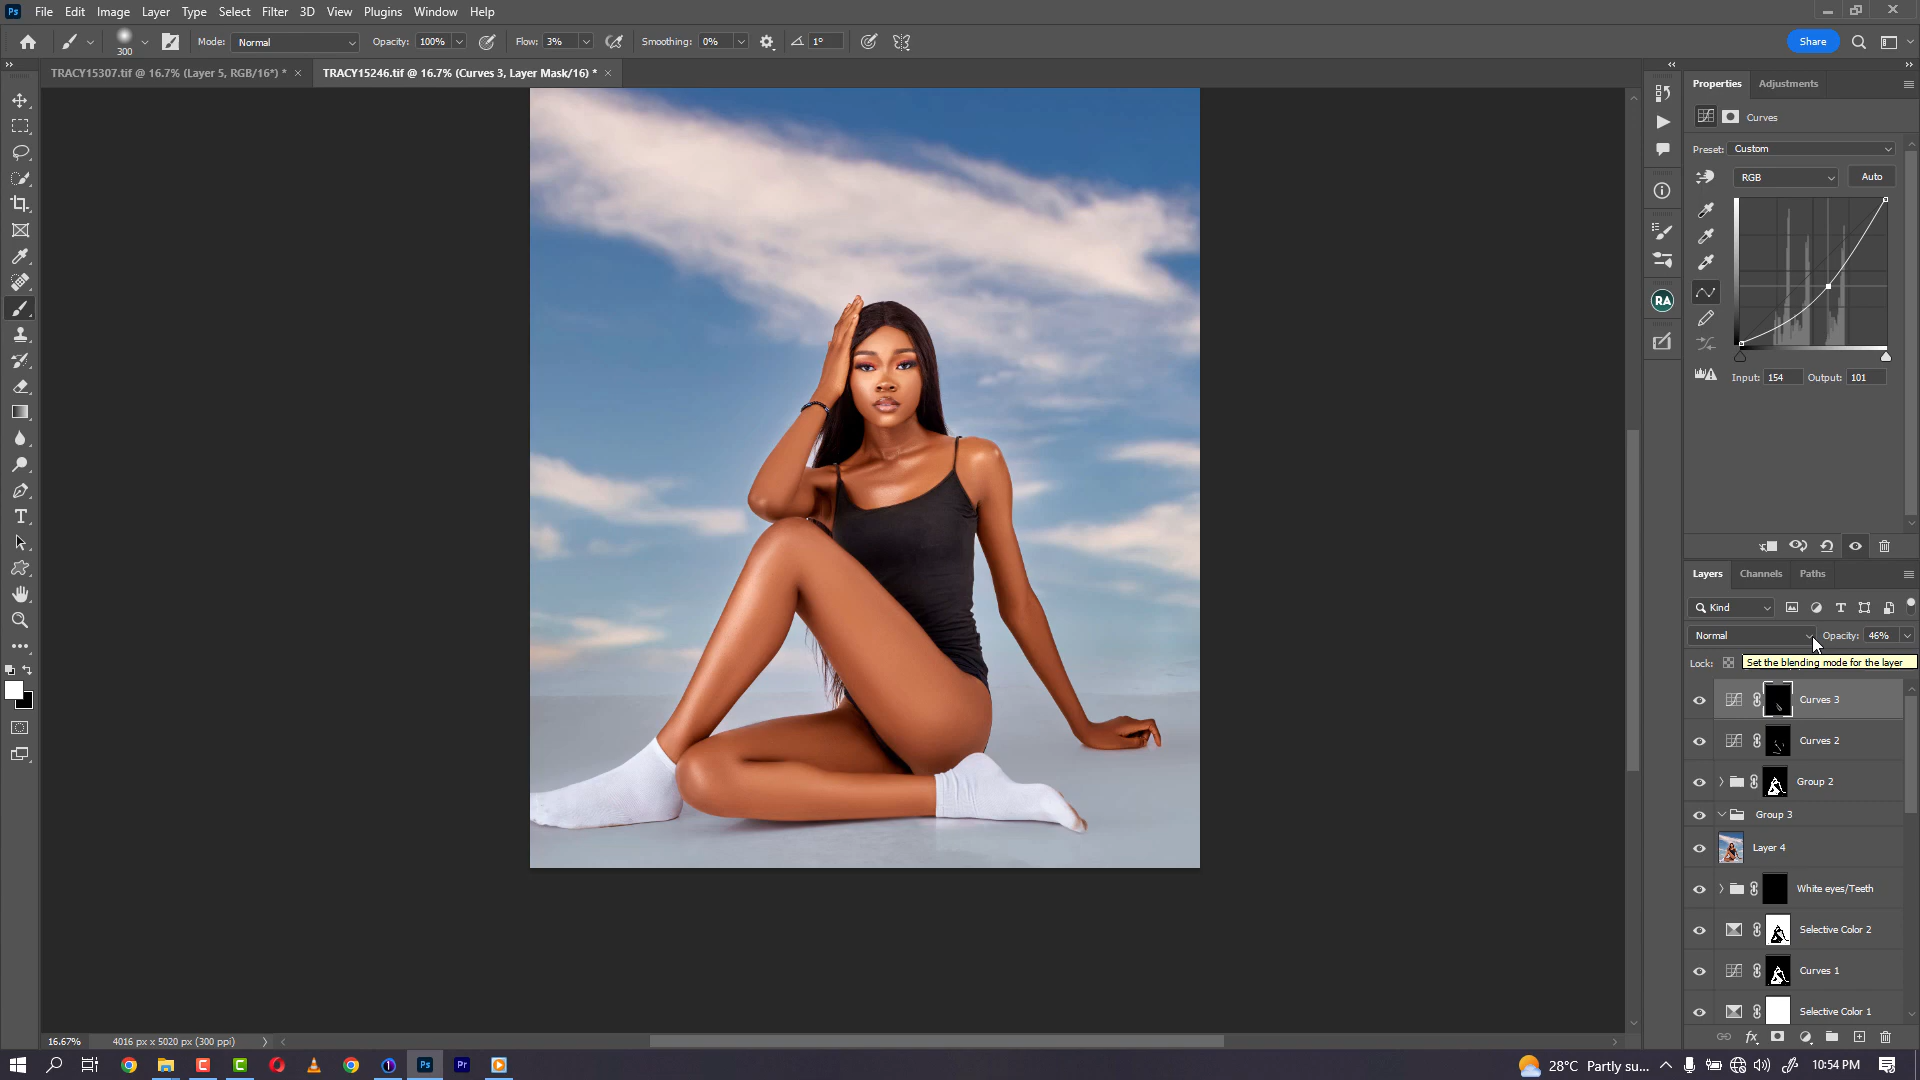 Ps File Edit Image Layer Type Select Filter 3D View Plugins Window Help
300 Mode: Normal Opacity: 100% Flow: 3% Smoothing: 0% 1° Share
TRACY15307.tif @ 16.7% (Layer 5, RGB/16*) * × TRACY15246.tif @ 16.7% (Curves 3, Layer Mask/16) * ×
Properties Adjustments
Curves
Preset: Custom
RGB Auto
RA
Input: 154 Output: 101
Layers Channels Paths
Kind
Normal Opacity: 46%
Lock: Set the blending mode for the layer
Curves 3
Curves 2
Group 2
Group 3
Layer 4
White eyes/Teeth
Selective Color 2
Curves 1
Selective Color 1
16.67% 4016 px x 5020 px (300 ppi)
Ps Pr 28°C Partly su... 10:54 PM